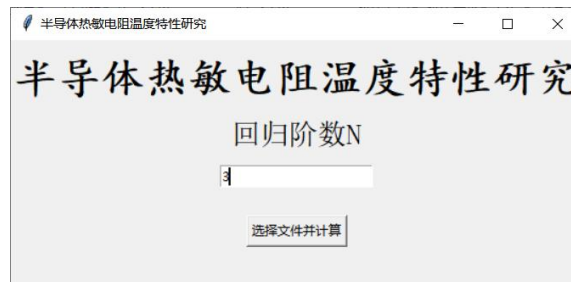 半导体热敏电阻温度特性研究
半导体热敏电阻温度特性研究
回归阶数N
3
选择文件并计算